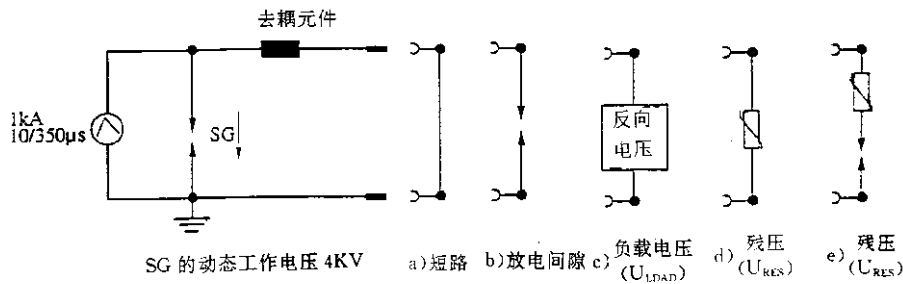 去耦元件
1kA
10/350μs
SG
反向
电压
SG 的动态工作电压 4KV
a)短路
b)放电间隙
c)负载电压
(U_LDAD)
d)残压
(U_RES)
e)残压
(U_RES)